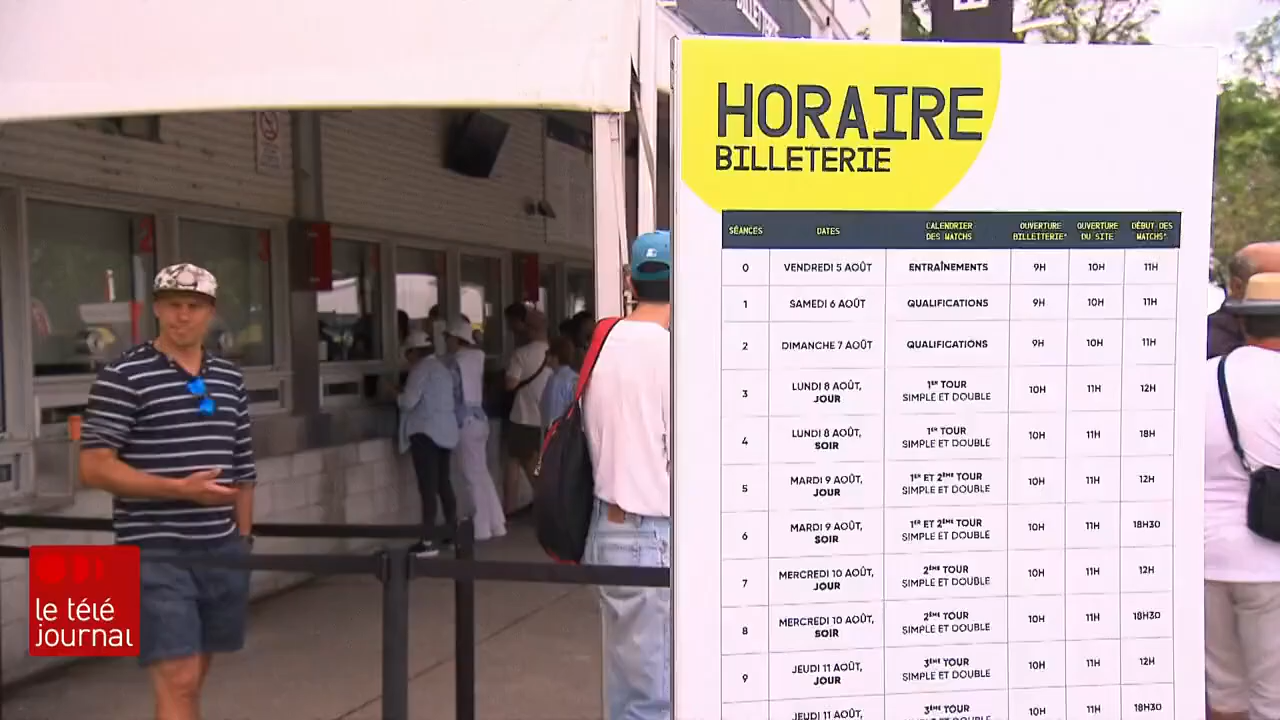 HORAIRE
BILLETERIE
SÉANCES DATES CALENDRIER DES MATCHS OUVERTURE BILLETTERIE* OUVERTURE DU SITE DÉBUT DES MATCHS*
0 VENDREDI 5 AOÛT ENTRAÎNEMENTS 9H 10H 11H
1 SAMEDI 6 AOÛT QUALIFICATIONS 9H 10H 11H
2 DIMANCHE 7 AOÛT QUALIFICATIONS 9H 10H 11H
3 LUNDI 8 AOÛT, JOUR 1ER TOUR SIMPLE ET DOUBLE 10H 11H 12H
4 LUNDI 8 AOÛT, SOIR 1ER TOUR SIMPLE ET DOUBLE 10H 11H 18H
5 MARDI 9 AOÛT, JOUR 1ER ET 2ÈME TOUR SIMPLE ET DOUBLE 10H 11H 12H
6 MARDI 9 AOÛT, SOIR 1ER ET 2ÈME TOUR SIMPLE ET DOUBLE 10H 11H 18H30
7 MERCREDI 10 AOÛT, JOUR 2ÈME TOUR SIMPLE ET DOUBLE 10H 11H 12H
8 MERCREDI 10 AOÛT, SOIR 2ÈME TOUR SIMPLE ET DOUBLE 10H 11H 18H30
9 JEUDI 11 AOÛT, JOUR 3ÈME TOUR SIMPLE ET DOUBLE 10H 11H 12H
JEUDI 11 AOÛT, 3ÈME TOUR 10H 11H 18H30
2
3
le télé
journal